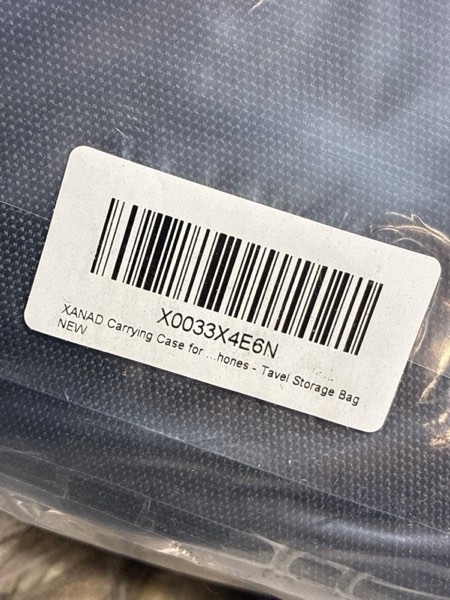 X0033X4E6N
XANAD Carrying Case for ...hones - Tavel Storage Bag
NEW